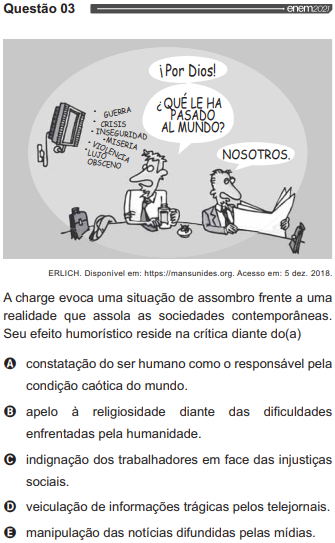 Questão 03
enem2021
¡Por Dios!
¿QUÉ LE HA
PASADO
AL MUNDO?
NOSOTROS.
• GUERRA
• CRISIS
• INSEGURIDAD
• MISERIA
• VIOLENCIA
• LUJO
OBSCENO
ERLICH. Disponível em: https://mansunides.org. Acesso em: 5 dez. 2018.
A charge evoca uma situação de assombro frente a uma
realidade que assola as sociedades contemporâneas.
Seu efeito humorístico reside na crítica diante do(a)
A constatação do ser humano como o responsável pela
condição caótica do mundo.
B apelo à religiosidade diante das dificuldades
enfrentadas pela humanidade.
C indignação dos trabalhadores em face das injustiças
sociais.
D veiculação de informações trágicas pelos telejornais.
E manipulação das notícias difundidas pelas mídias.